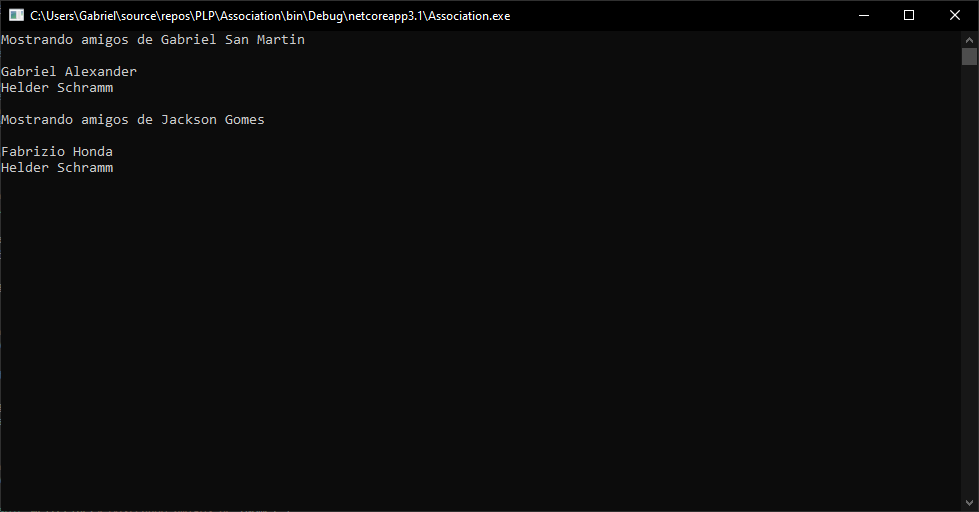 C:\Users\Gabriel\source\repos\PLP\Association\bin\Debug\netcoreapp3.1\Association.exe
Mostrando amigos de Gabriel San Martin
Gabriel Alexander
Helder Schramm
Mostrando amigos de Jackson Gomes
Fabrizio Honda
Helder Schramm